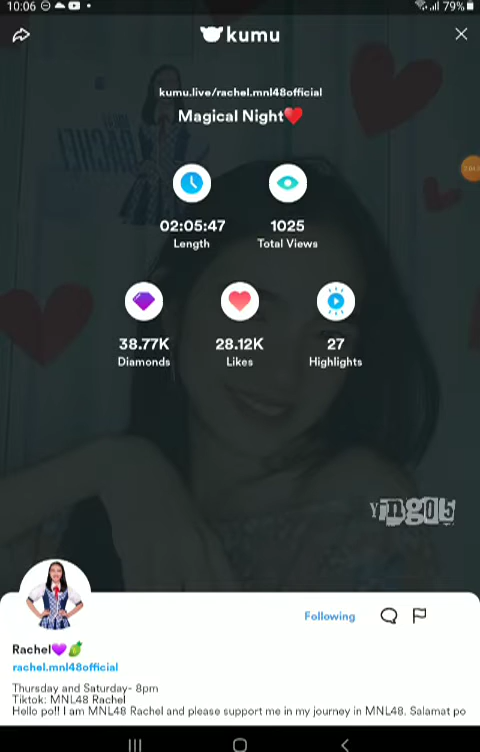 10:06
79%
kumu
kumu.live/rachel.mnl48official
Magical Night❤️
02:05:47
Length
1025
Total Views
38.77K
Diamonds
28.12K
Likes
27
Highlights
Yingo5
Following
Rachel💜🍍
rachel.mnl48official
Thursday and Saturday- 8pm
Tiktok: MNL48 Rachel
Hello po!! I am MNL48 Rachel and please support me in my journey in MNL48. Salamat po